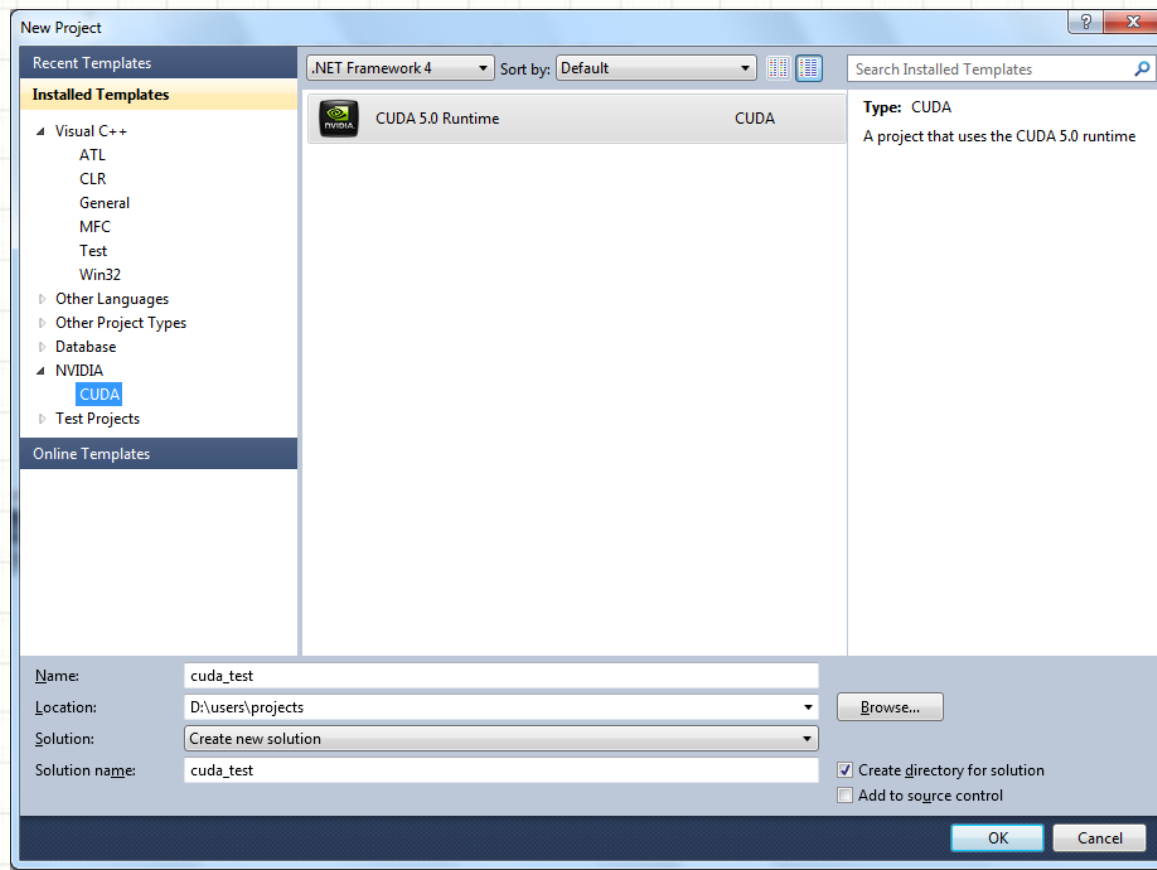 New Project
?
Recent Templates
Installed Templates
Visual C++
ATL
CLR
General
MFC
Test
Win32
Other Languages
Other Project Types
Database
NVIDIA
CUDA
Test Projects
Online Templates
.NET Framework 4 Sort by: Default
NVIDIA. CUDA 5.0 Runtime CUDA
Search Installed Templates
Type: CUDA
A project that uses the CUDA 5.0 runtime
Name: cuda_test
Location: D:\users\projects Browse...
Solution: Create new solution
Solution name: cuda_test
Create directory for solution
Add to source control
OK Cancel